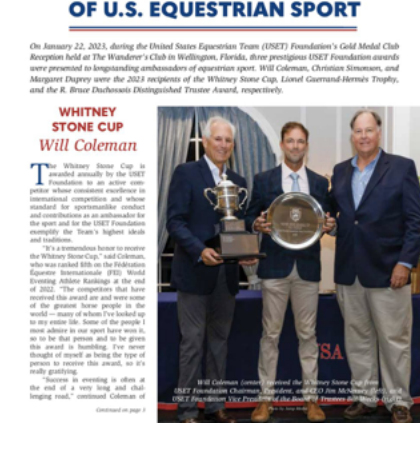 OF U.S. EQUESTRIAN SPORT
On January 22, 2023, during the United States Equestrian Team (USET) Foundation's Gold Medal Club
Reception held at The Wanderer's Club in Wellington, Florida, three prestigious USET Foundation awards
were presented to longstanding ambassadors of equestrian sport. Will Coleman, Christian Simonson, and
Margaret Duprey were the 2023 recipients of the Whitney Stone Cup, Lionel Guerrand-Hermès Trophy,
and the R. Bruce Duchossois Distinguished Trustee Award, respectively.
WHITNEY
STONE CUP
Will Coleman
The Whitney Stone Cup is
awarded annually by the USET
Foundation to an active com-
petitor whose consistent excellence in
international competition and whose
standard for sportsmanlike conduct
and contributions as an ambassador for
the sport and for the USET Foundation
exemplify the Team's highest ideals
and traditions.
"It's a tremendous honor to receive
the Whitney Stone Cup," said Coleman,
who was ranked on the Fédération
Équestre Internationale (FEI) World
Eventing Athlete Rankings at the end
of 2022. "The competitors that have
received this award are and were some
of the greatest horse people in the
world — many of whom I've looked up
to my entire life. Some of the people I
most admire in our sport have won it,
so to be that person and to be given
this award is humbling. I've never
thought of myself as being the type of
person to receive this award, so it's
really gratifying.
"Success in eventing is often at
the end of a very long and chal-
lenging road," continued Coleman of
Continued on page 3
USA
Will Coleman (center) received the Whitney Stone Cup from
USET Foundation Chairman, President, and CEO Jim McNerney (left), and
USET Foundation Vice President of the Board of Trustees Bill Weeks (right).